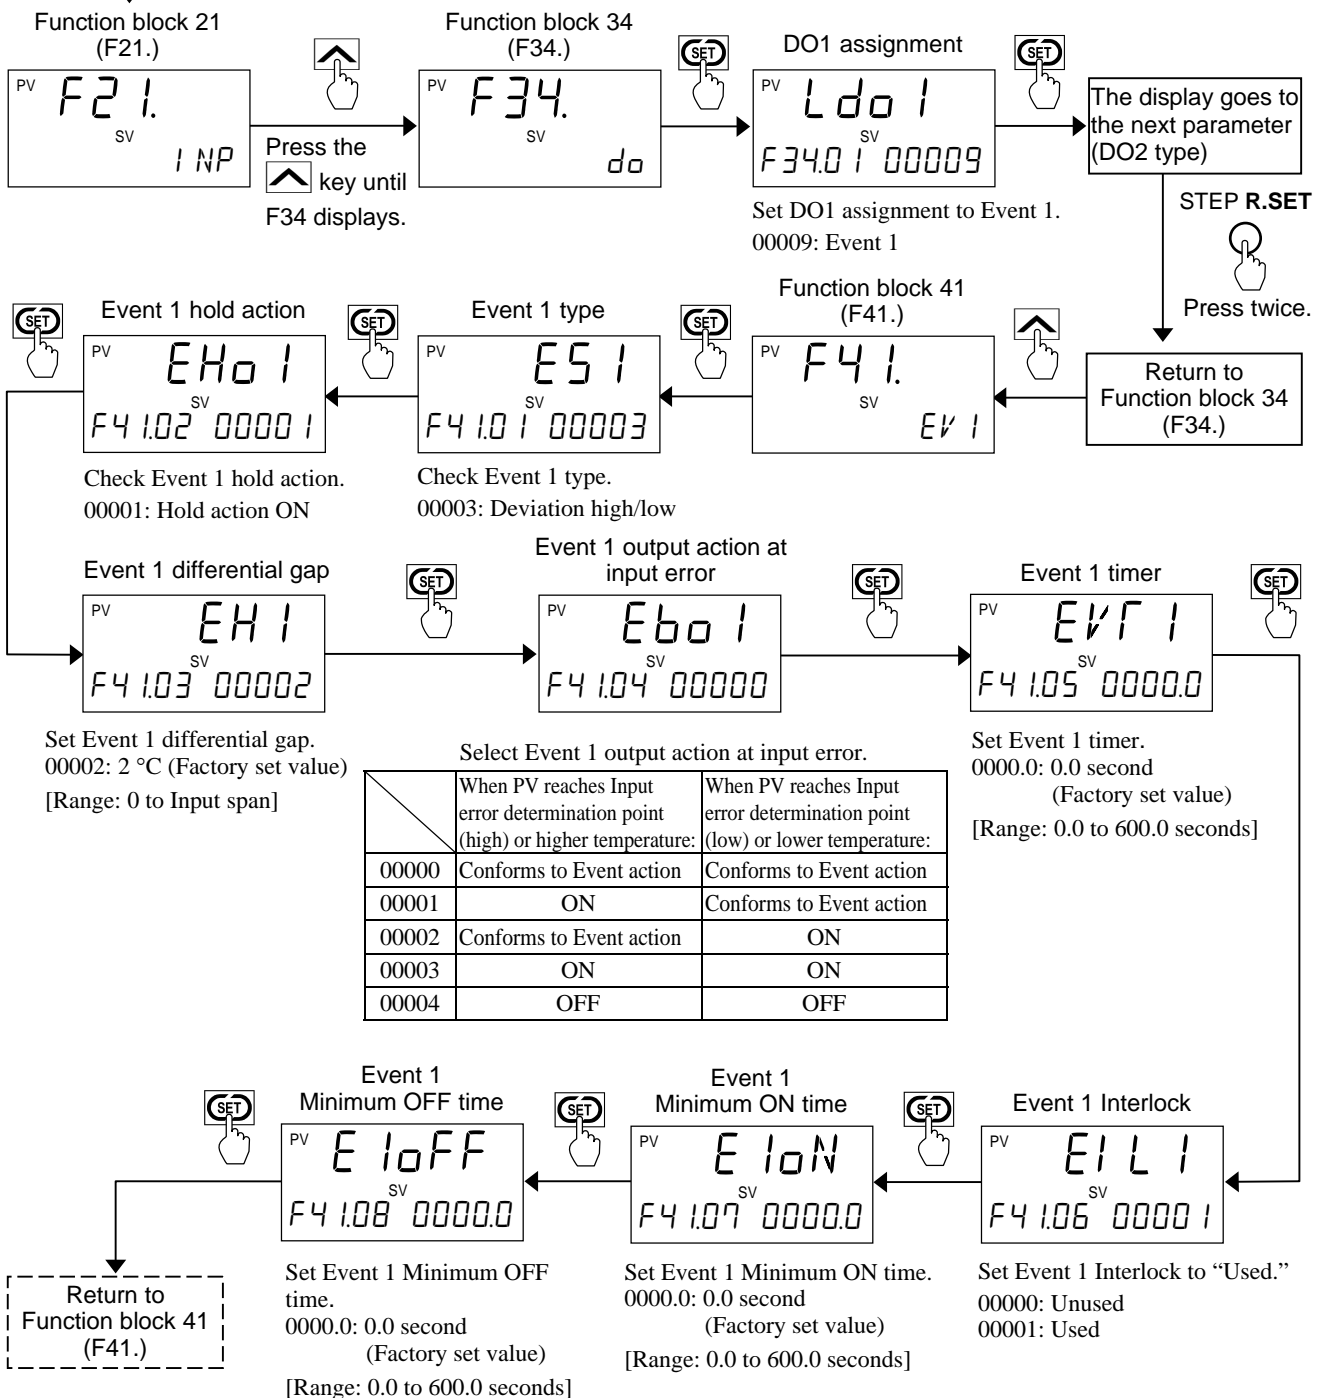 Function block 21
(F21.)
PV
F21.
SV
INP
Press the
key until
F34 displays.
Function block 34
(F34.)
PV
F34.
SV
do
SET
DO1 assignment
PV
Ldo1
SV
F34.01 00009
Set DO1 assignment to Event 1.
00009: Event 1
SET
The display goes to
the next parameter
(DO2 type)
STEP R.SET
Press twice.
Return to
Function block 34
(F34.)
Function block 41
(F41.)
PV
F41.
SV
EV1
SET
Event 1 type
PV
ES1
SV
F41.01 00003
Check Event 1 type.
00003: Deviation high/low
SET
Event 1 hold action
PV
EHo1
SV
F41.02 00001
Check Event 1 hold action.
00001: Hold action ON
SET
Event 1 differential gap
PV
EH1
SV
F41.03 00002
Set Event 1 differential gap.
00002: 2 °C (Factory set value)
[Range: 0 to Input span]
SET
Event 1 output action at
input error
PV
Ebo1
SV
F41.04 00000
Select Event 1 output action at input error.
When PV reaches Input
error determination point
(high) or higher temperature:
When PV reaches Input
error determination point
(low) or lower temperature:
00000 Conforms to Event action Conforms to Event action
00001 ON Conforms to Event action
00002 Conforms to Event action ON
00003 ON ON
00004 OFF OFF
SET
Event 1 timer
PV
EVT1
SV
F41.05 0000.0
Set Event 1 timer.
0000.0: 0.0 second
(Factory set value)
[Range: 0.0 to 600.0 seconds]
SET
Event 1 Interlock
PV
EIL1
SV
F41.06 00001
Set Event 1 Interlock to “Used.”
00000: Unused
00001: Used
SET
Event 1
Minimum ON time
PV
E1oN
SV
F41.07 0000.0
Set Event 1 Minimum ON time.
0000.0: 0.0 second
(Factory set value)
[Range: 0.0 to 600.0 seconds]
SET
Event 1
Minimum OFF time
PV
E1oFF
SV
F41.08 0000.0
Set Event 1 Minimum OFF
time.
0000.0: 0.0 second
(Factory set value)
[Range: 0.0 to 600.0 seconds]
SET
Return to
Function block 41
(F41.)